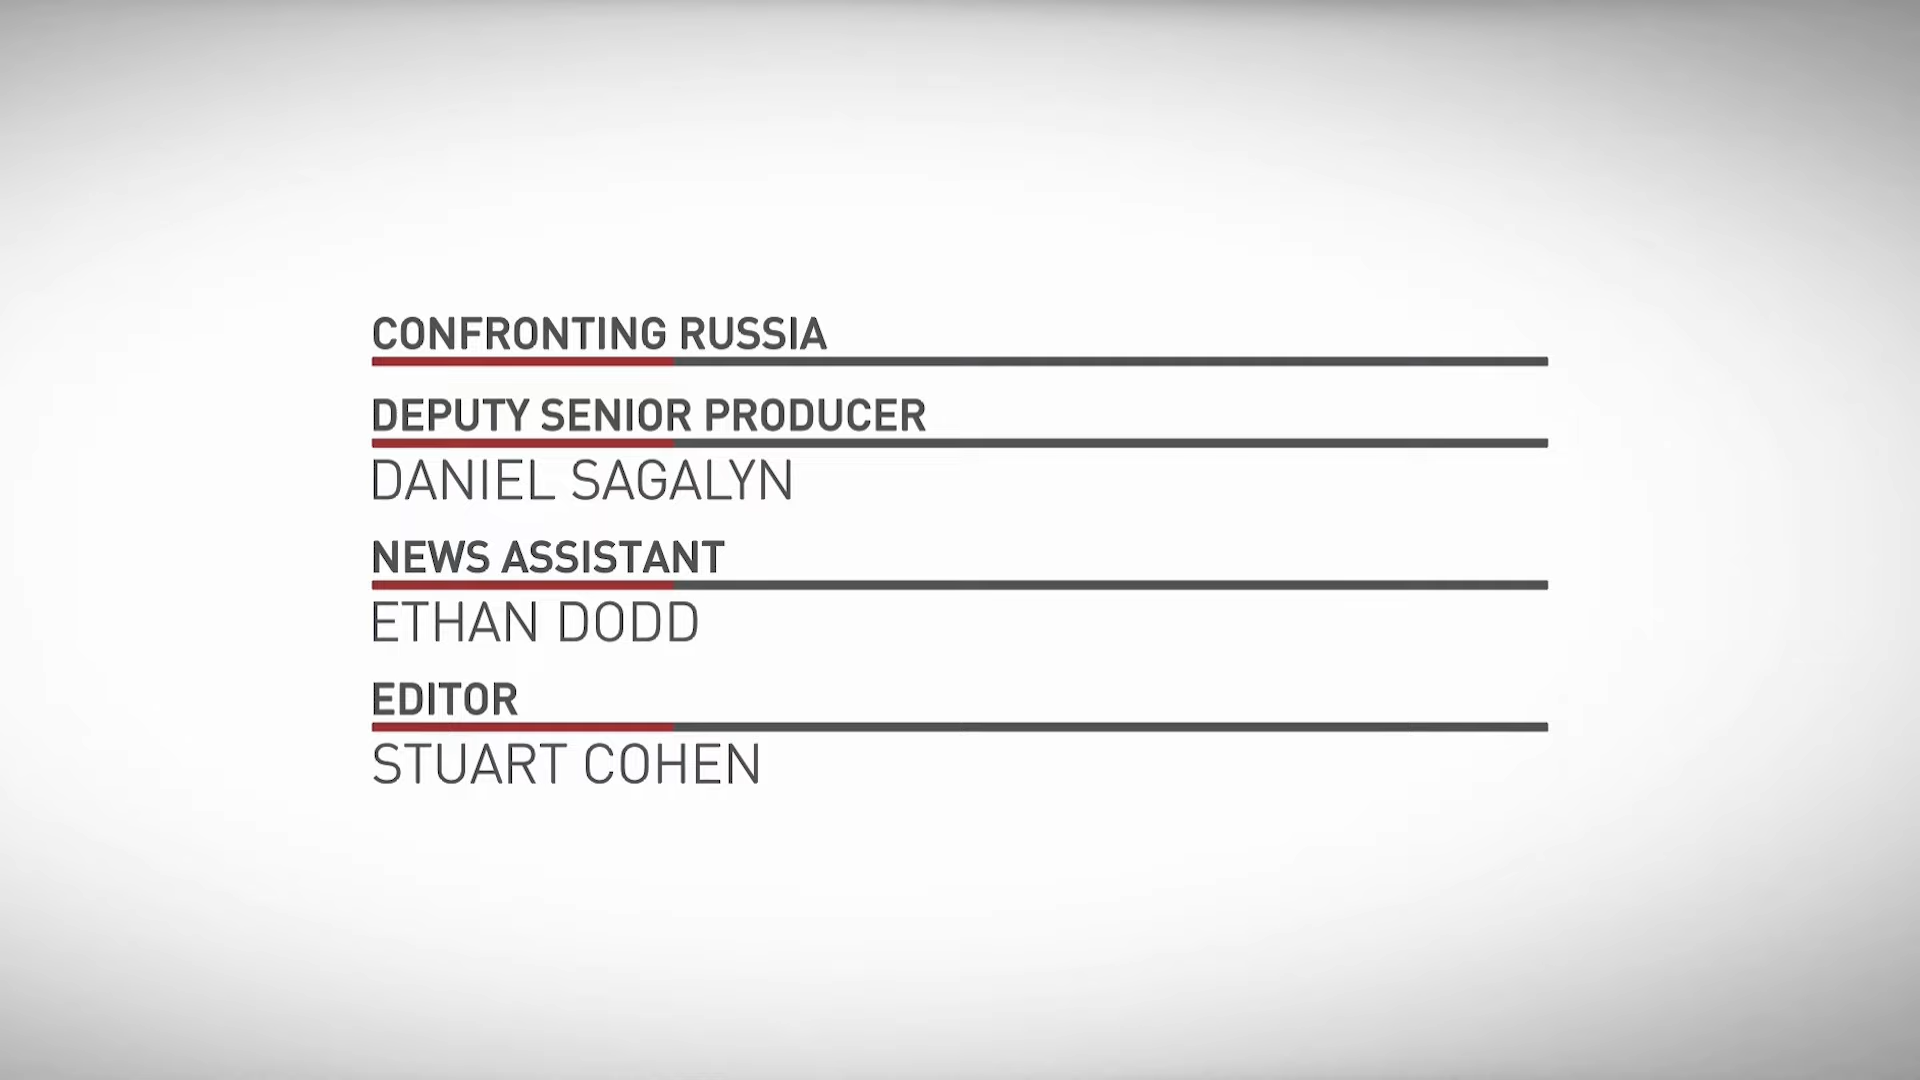 CONFRONTING RUSSIA
DEPUTY SENIOR PRODUCER
DANIEL SAGALYN
NEWS ASSISTANT
ETHAN DODD
EDITOR
STUART COHEN